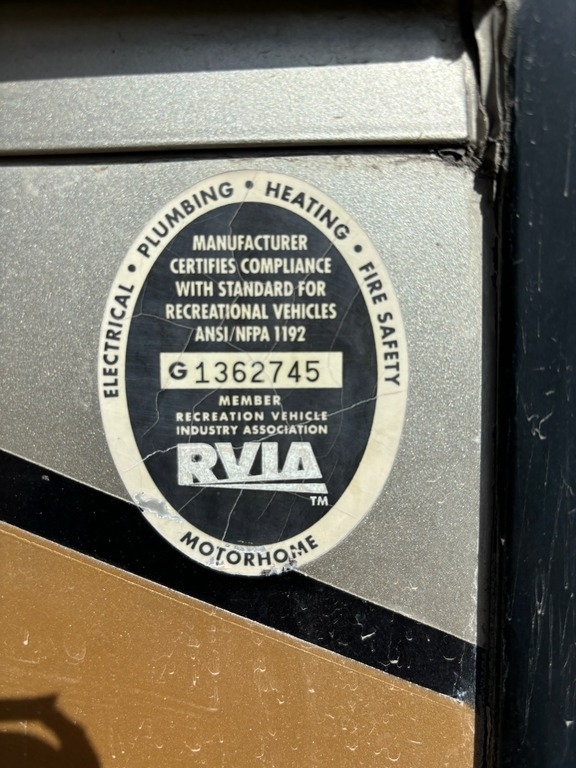 ELECTRICAL • PLUMBING • HEATING • FIRE SAFETY
MANUFACTURER
CERTIFIES COMPLIANCE
WITH STANDARD FOR
RECREATIONAL VEHICLES
ANSI/NFPA 1192
G 1362745
MEMBER
RECREATION VEHICLE
INDUSTRY ASSOCIATION
RVIA
TM
MOTORHOME